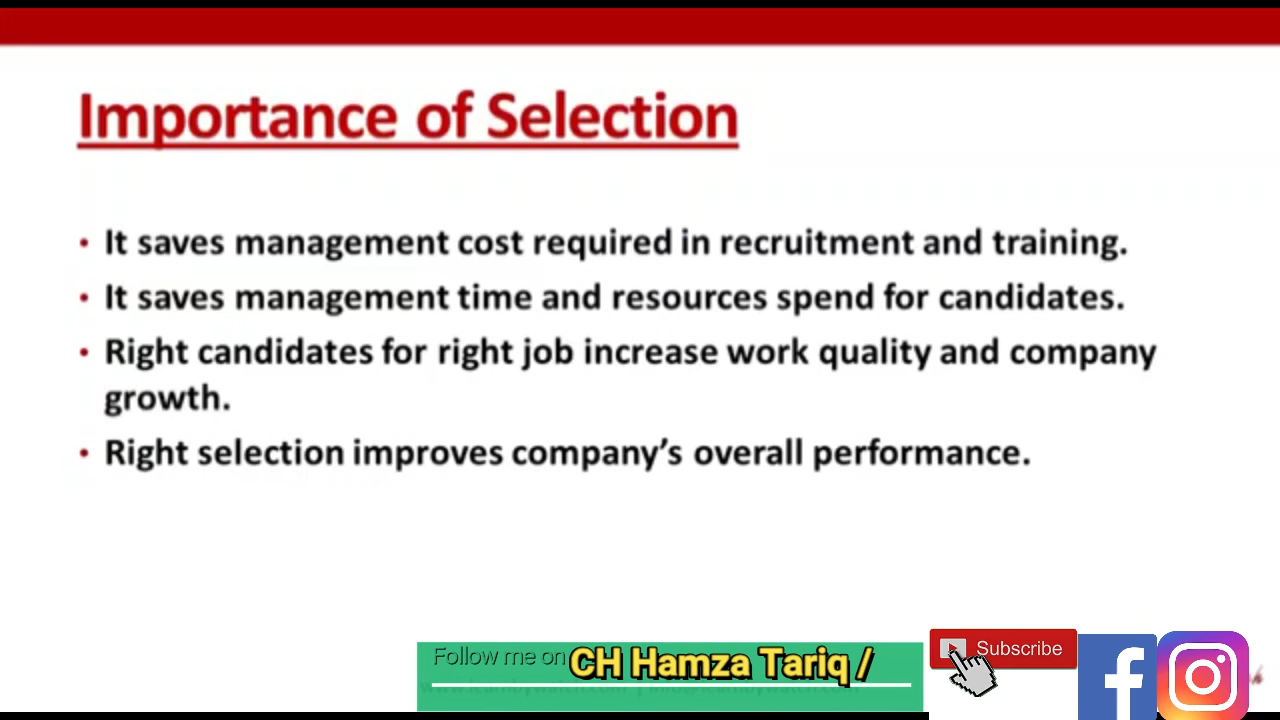 Importance of Selection
• It saves management cost required in recruitment and training.
• It saves management time and resources spend for candidates.
• Right candidates for right job increase work quality and company
growth.
• Right selection improves company's overall performance.
Follow me on CH Hamza Tariq /
Subscribe